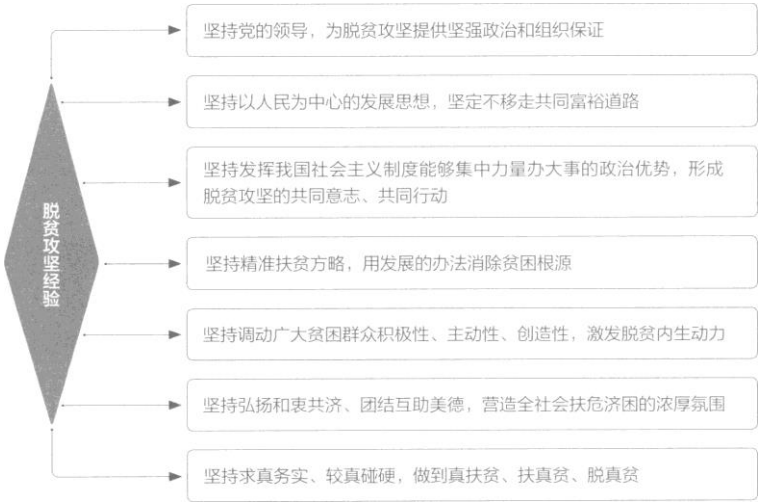 坚持党的领导，为脱贫攻坚提供坚强政治和组织保证
坚持以人民为中心的发展思想，坚定不移走共同富裕道路
坚持发挥我国社会主义制度能够集中力量办大事的政治优势，形成
脱贫攻坚的共同意志、共同行动
脱贫攻坚经验
坚持精准扶贫方略，用发展的办法消除贫困根源
坚持调动广大贫困群众积极性、主动性、创造性，激发脱贫内生动力
坚持弘扬和衷共济、团结互助美德，营造全社会扶危济困的浓厚氛围
坚持求真务实、较真碰硬，做到真扶贫、扶真贫、脱真贫